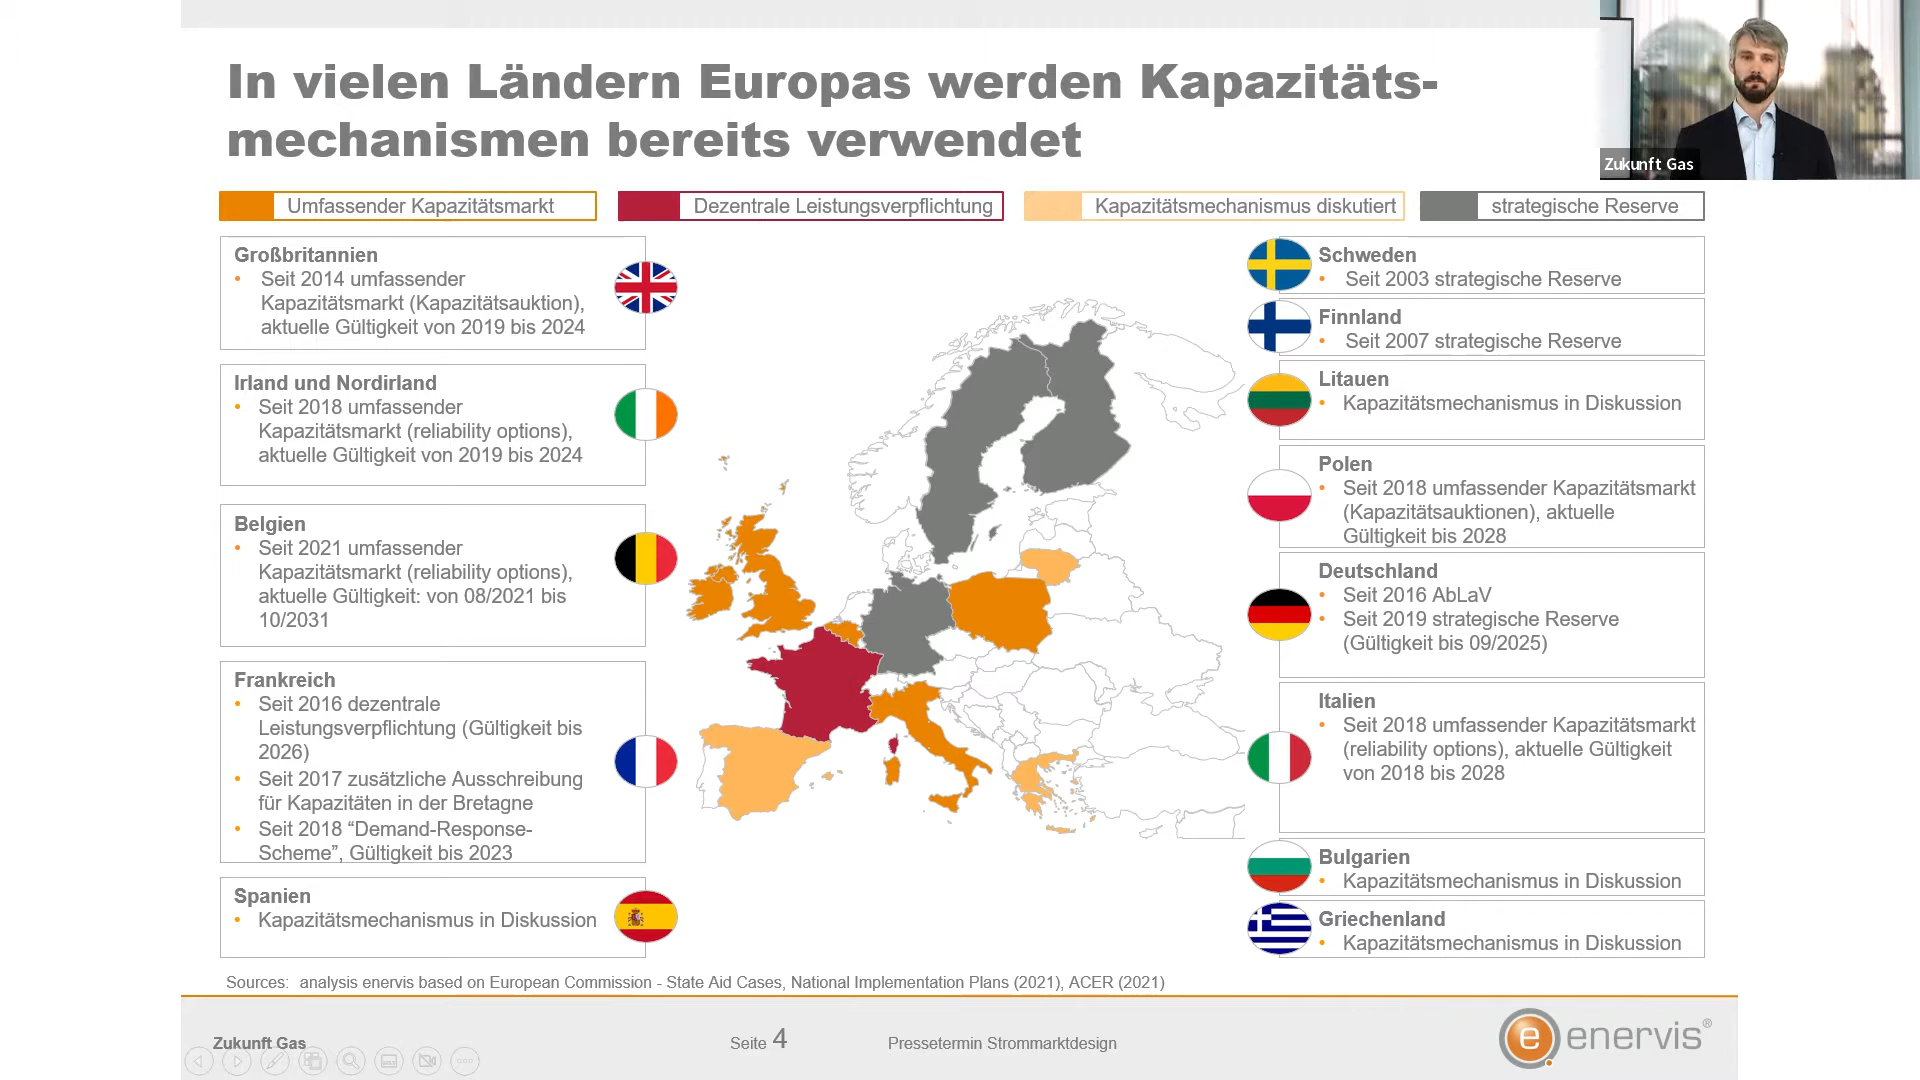 In vielen Ländern Europas werden Kapazitäts-
mechanismen bereits verwendet
Zukunft Gas
Umfassender Kapazitätsmarkt
Dezentrale Leistungsverpflichtung
Kapazitätsmechanismus diskutiert
strategische Reserve
Großbritannien
• Seit 2014 umfassender
Kapazitätsmarkt (Kapazitätsauktion),
aktuelle Gültigkeit von 2019 bis 2024
Irland und Nordirland
• Seit 2018 umfassender
Kapazitätsmarkt (reliability options),
aktuelle Gültigkeit von 2019 bis 2024
Belgien
• Seit 2021 umfassender
Kapazitätsmarkt (reliability options),
aktuelle Gültigkeit: von 08/2021 bis
10/2031
Frankreich
• Seit 2016 dezentrale
Leistungsverpflichtung (Gültigkeit bis
2026)
• Seit 2017 zusätzliche Ausschreibung
für Kapazitäten in der Bretagne
• Seit 2018 “Demand-Response-
Scheme”, Gültigkeit bis 2023
Spanien
• Kapazitätsmechanismus in Diskussion
Schweden
• Seit 2003 strategische Reserve
Finnland
• Seit 2007 strategische Reserve
Litauen
• Kapazitätsmechanismus in Diskussion
Polen
• Seit 2018 umfassender Kapazitätsmarkt
(Kapazitätsauktionen), aktuelle
Gültigkeit bis 2028
Deutschland
• Seit 2016 AbLaV
• Seit 2019 strategische Reserve
(Gültigkeit bis 09/2025)
Italien
• Seit 2018 umfassender Kapazitätsmarkt
(reliability options), aktuelle Gültigkeit
von 2018 bis 2028
Bulgarien
• Kapazitätsmechanismus in Diskussion
Griechenland
• Kapazitätsmechanismus in Diskussion
Sources: analysis enervis based on European Commission - State Aid Cases, National Implementation Plans (2021), ACER (2021)
Zukunft Gas
Seite 4
Pressetermin Strommarktdesign
e enervis®